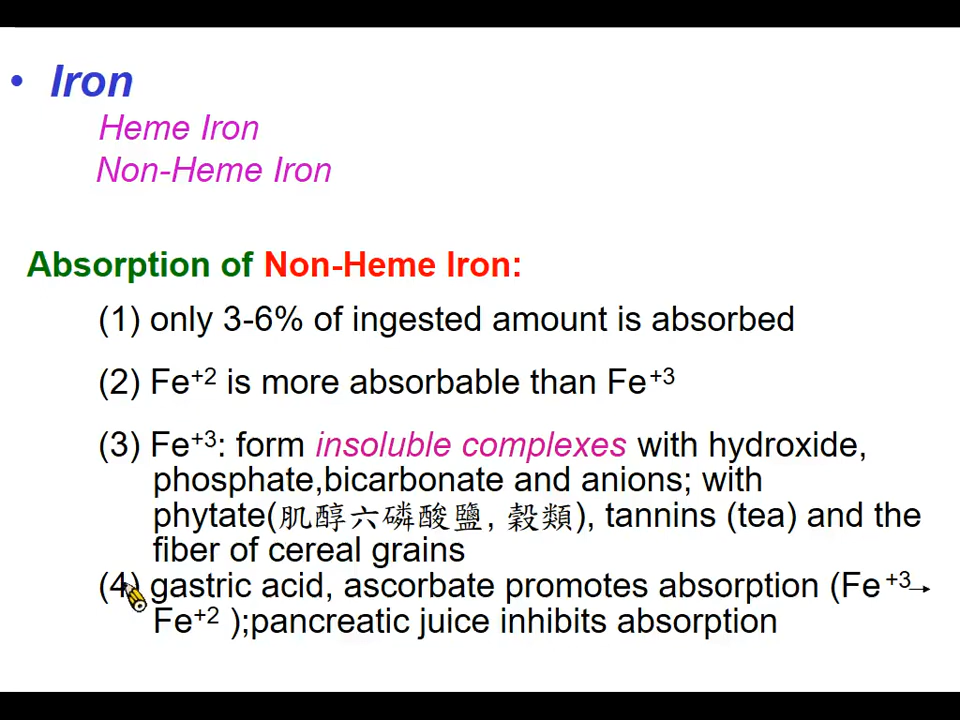 • Iron
Heme Iron
Non-Heme Iron
Absorption of Non-Heme Iron:
(1) only 3-6% of ingested amount is absorbed
(2) Fe+2 is more absorbable than Fe+3
(3) Fe+3: form insoluble complexes with hydroxide,
phosphate,bicarbonate and anions; with
phytate(肌醇六磷酸鹽, 穀類), tannins (tea) and the
fiber of cereal grains
(4) gastric acid, ascorbate promotes absorption (Fe+3→
Fe+2 );pancreatic juice inhibits absorption